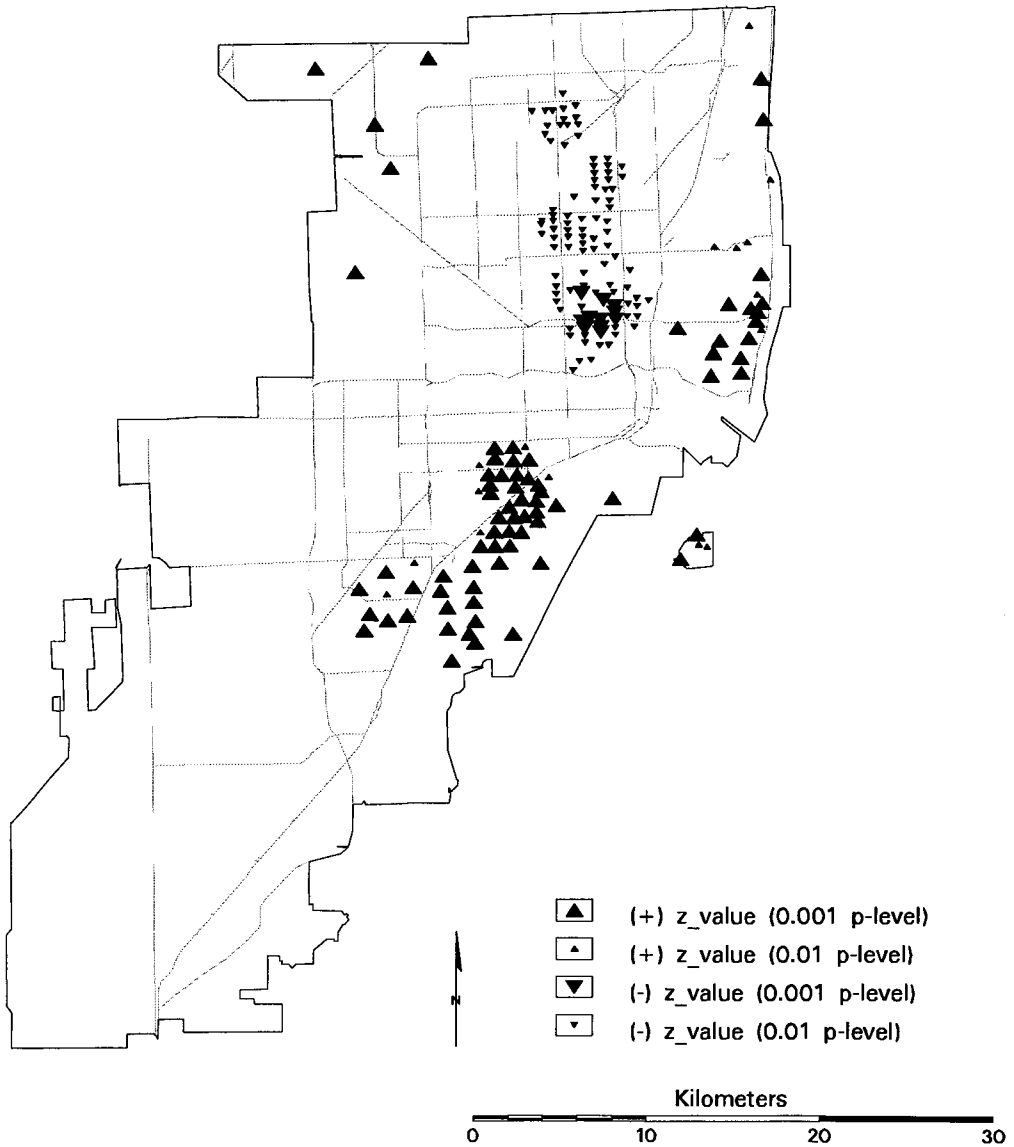 (+) z_value (0.001 p-level)
(+) z_value (0.01 p-level)
(-) z_value (0.001 p-level)
(-) z_value (0.01 p-level)
N
Kilometers
0 10 20 30